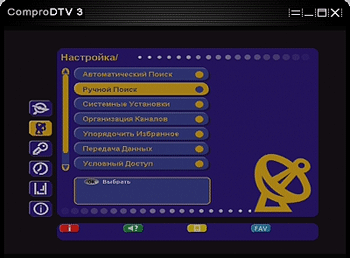 ComproDTV 3
Настройка/
Автоматический Поиск
Ручной Поиск
Системные Установки
Организация Каналов
Упорядочить Избранное
Передача Данных
Условный Доступ
Выбрать
FAV